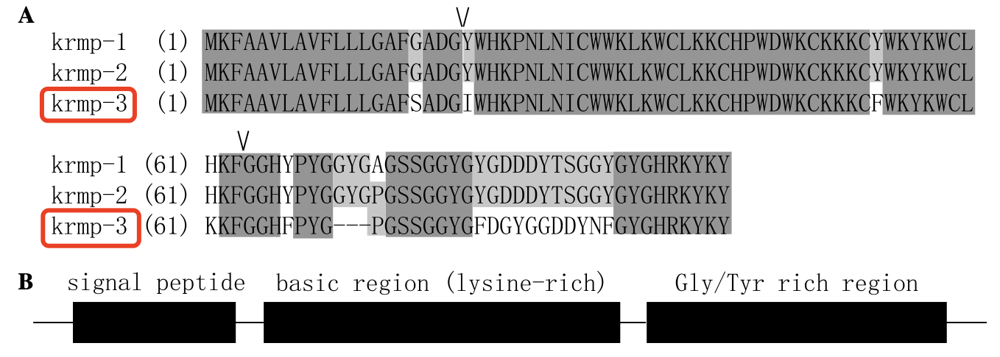 A
krmp-1 (1) MKFAAVLAVFLLLGAFGADGYWHKPNLNICWWKLKWCLKKCHPWDWKCKKKCYWKYKWCL
krmp-2 (1) MKFAAVLAVFLLLGAFGADGYWHKPNLNICWWKLKWCLKKCHPWDWKCKKKCYWKYKWCL
krmp-3 (1) MKFAAVLAVFLLLGAFSADGIWHKPNLNICWWKLKWCLKKCHPWDWKCKKKCFWKYKWCL
krmp-1 (61) HKFGGHYPYGGYGAGSSGGYGYGDDDYTSGGYGYGHRKYKY
krmp-2 (61) HKFGGHYPYGGYGPGSSGGYGYGDDDYTSGGYGYGHRKYKY
krmp-3 (61) KKFGGHFPYG---PGSSGGYGFDGYGGDDYNFGYGHRKYKY
B signal peptide basic region (lysine-rich) Gly/Tyr rich region